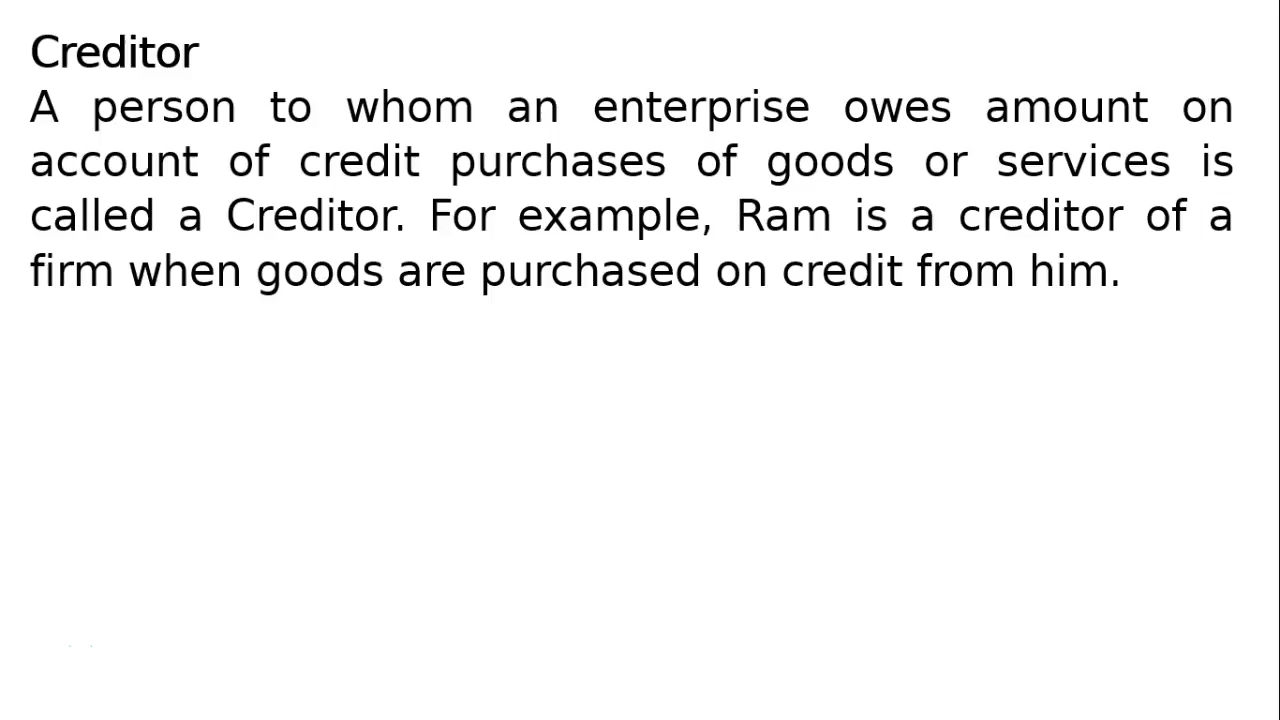 Creditor
A person to whom an enterprise owes amount on
account of credit purchases of goods or services is
called a Creditor. For example, Ram is a creditor of a
firm when goods are purchased on credit from him.